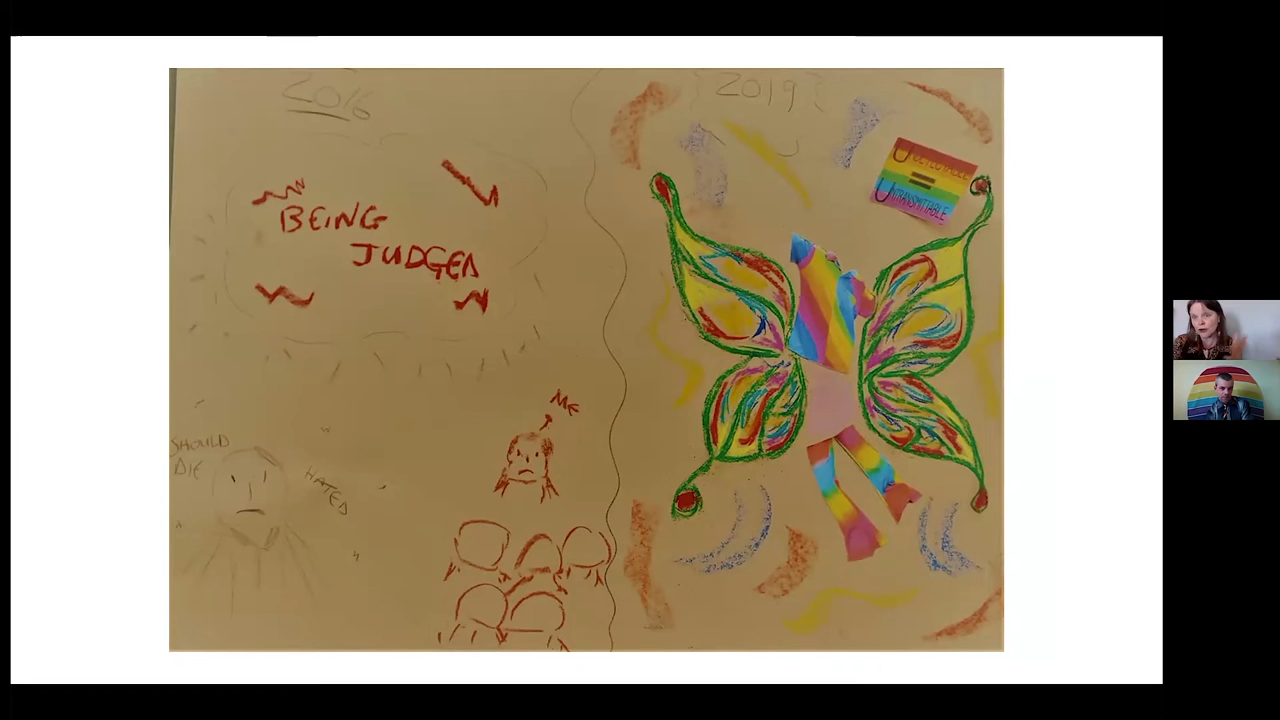 2016
BEING
JUDGED
ME
SHOULD
DIE
HATED
2019
UNDETECTABLE
=
UNTRANSMITTABLE